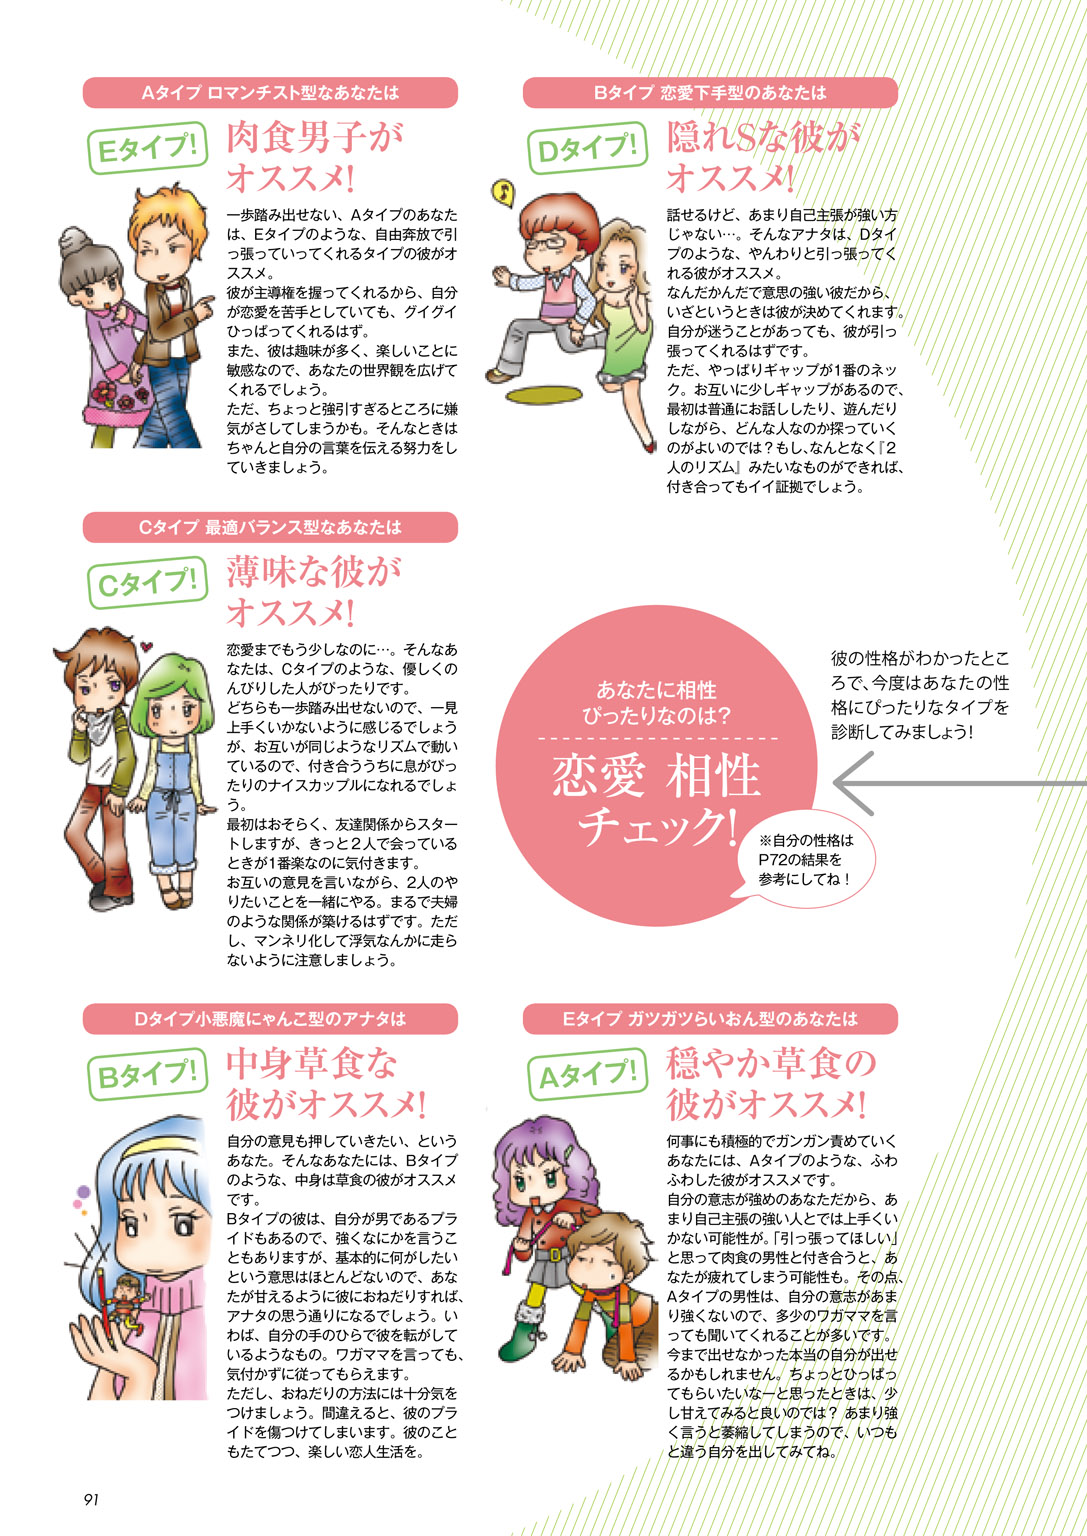 Aタイプ ロマンチスト型なあなたは
Eタイプ!
肉食男子が
オススメ!
一歩踏み出せない、Aタイプのあなた
は、Eタイプのような、自由奔放で引
っ張っていってくれるタイプの彼がオ
ススメ。
彼が主導権を握ってくれるから、自分
が恋愛を苦手としていても、グイグイ
ひっぱってくれるはず。
また、彼は趣味が多く、楽しいことに
敏感なので、あなたの世界観を広げて
くれるでしょう。
ただ、ちょっと強引すぎるところに嫌
気がさしてしまうかも。そんなときは
ちゃんと自分の言葉を伝える努力をし
ていきましょう。
Bタイプ 恋愛下手型のあなたは
Dタイプ!
隠れSな彼が
オススメ!
話せるけど、あまり自己主張が強い方
じゃない…。そんなアナタは、Dタイ
プのような、やんわりと引っ張ってく
れる彼がオススメ。
なんだかんだで意思の強い彼だから、
いざというときは彼が決めてくれます。
自分が迷うことがあっても、彼が引っ
張ってくれるはずです。
ただ、やっぱりギャップが1番のネッ
ク。お互いに少しギャップがあるので、
最初は普通にお話ししたり、遊んだり
しながら、どんな人なのか探っていく
のがよいのでは?もし、なんとなく『2
人のリズム』みたいなものができれば、
付き合ってもイイ証拠でしょう。
Cタイプ 最適バランス型なあなたは
Cタイプ!
薄味な彼が
オススメ!
恋愛までもう少しなのに…。そんなあ
なたは、Cタイプのような、優しくの
んびりした人がぴったりです。
どちらも一歩踏み出せないので、一見
上手くいかないように感じるでしょう
が、お互いが同じようなリズムで動い
ているので、付き合ううちに息がぴっ
たりのナイスカップルになれるでしょ
う。
最初はおそらく、友達関係からスター
トしますが、きっと2人で会っている
ときが1番楽なのに気付きます。
お互いの意見を言いながら、2人のや
りたいことを一緒にやる。まるで夫婦
のような関係が築けるはずです。ただ
し、マンネリ化して浮気なんかに走ら
ないように注意しましょう。
あなたに相性
ぴったりなのは?
恋愛 相性
チェック!
※自分の性格は
P72の結果を
参考にしてね!
彼の性格がわかったとこ
ろで、今度はあなたの性
格にぴったりなタイプを
診断してみましょう!
Dタイプ小悪魔にゃんこ型のアナタは
Bタイプ!
中身草食な
彼がオススメ!
自分の意見も押していきたい、という
あなた。そんなあなたには、Bタイプ
のような、中身は草食の彼がオススメ
です。
Bタイプの彼は、自分が男であるプラ
イドもあるので、強くなにかを言うこ
ともありますが、基本的に何がしたい
という意思はほとんどないので、あな
たが甘えるように彼におねだりすれば、
アナタの思う通りになるでしょう。い
わば、自分の手のひらで彼を転がして
いるようなもの。ワガママを言っても、
気付かずに従ってもらえます。
ただし、おねだりの方法には十分気を
つけましょう。間違えると、彼のプラ
イドを傷つけてしまいます。彼のこと
もたてつつ、楽しい恋人生活を。
Eタイプ ガツガツらいおん型のあなたは
Aタイプ!
穏やか草食の
彼がオススメ!
何事にも積極的でガンガン責めていく
あなたには、Aタイプのような、ふわ
ふわした彼がオススメです。
自分の意志が強めのあなただから、あ
まり自己主張の強い人とでは上手くい
かない可能性が。「引っ張ってほしい」
と思って肉食の男性と付き合うと、あ
なたが疲れてしまう可能性も。その点、
Aタイプの男性は、自分の意志があま
り強くないので、多少のワガママを言
っても聞いてくれることが多いです。
今まで出せなかった本当の自分が出せ
るかもしれません。ちょっとひっぱっ
てもらいたいなーと思ったときは、少
し甘えてみると良いのでは? あまり強
く言うと萎縮してしまうので、いつも
と違う自分を出してみてね。
91